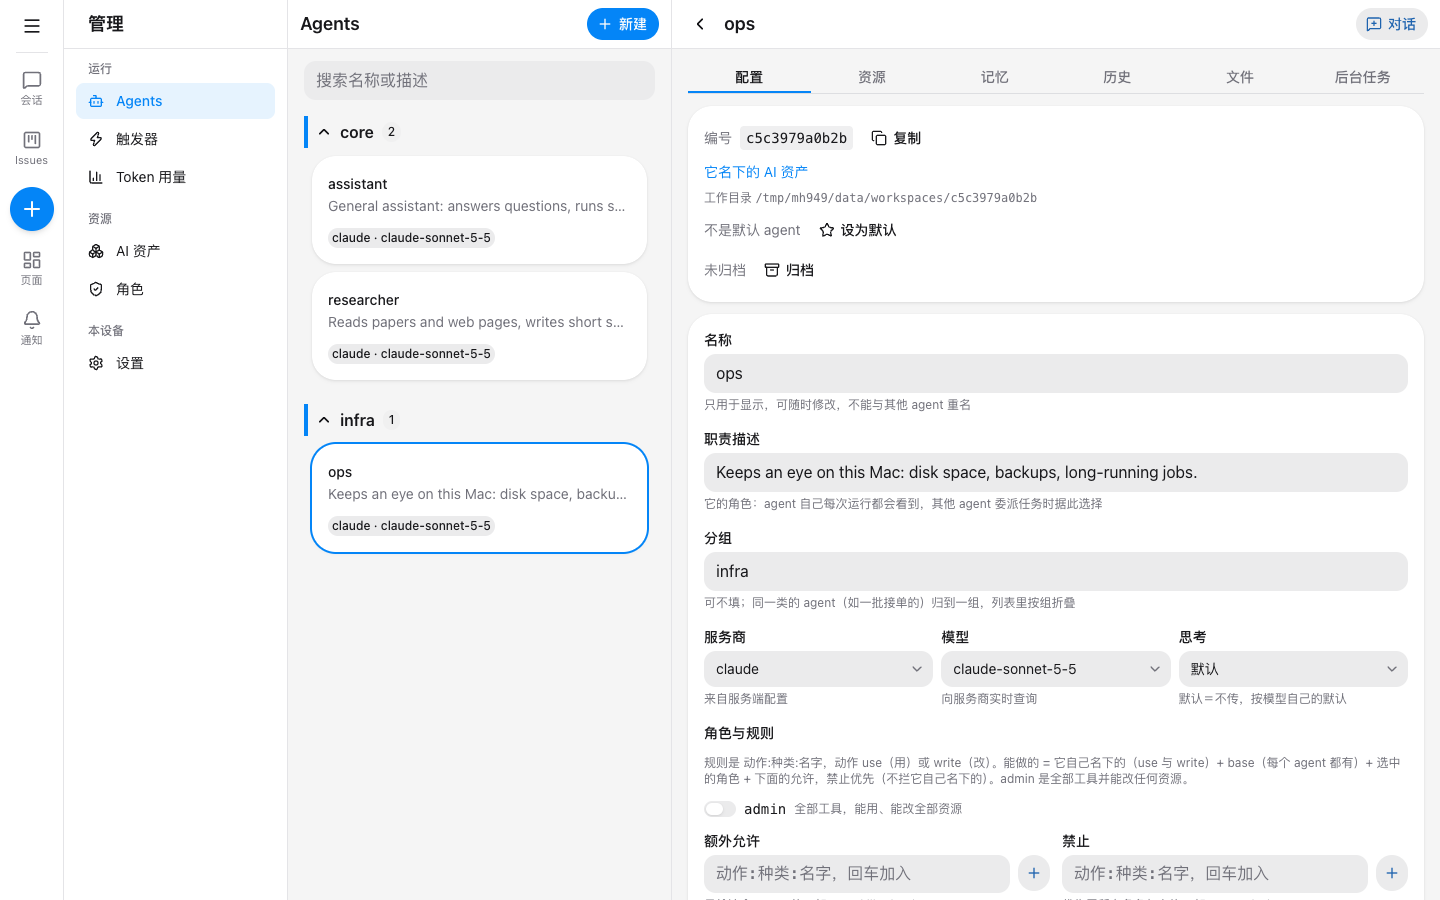 管理
运行
Agents
触发器
Token 用量
资源
AI 资产
角色
本设备
设置
会话
Issues
页面
通知
Agents
新建
搜索名称或描述
core 2
assistant
General assistant: answers questions, runs s...
claude · claude-sonnet-5-5
researcher
Reads papers and web pages, writes short s...
claude · claude-sonnet-5-5
infra 1
ops
Keeps an eye on this Mac: disk space, backu...
claude · claude-sonnet-5-5
ops
对话
配置 资源 记忆 历史 文件 后台任务
编号 c5c3979a0b2b 复制
它名下的 AI 资产
工作目录 /tmp/mh949/data/workspaces/c5c3979a0b2b
不是默认 agent 设为默认
未归档 归档
名称
ops
只用于显示，可随时修改，不能与其他 agent 重名
职责描述
Keeps an eye on this Mac: disk space, backups, long-running jobs.
它的角色：agent 自己每次运行都会看到，其他 agent 委派任务时据此选择
分组
infra
可不填；同一类的 agent（如一批接单的）归到一组，列表里按组折叠
服务商 模型 思考
claude claude-sonnet-5-5 默认
来自服务端配置 向服务商实时查询 默认＝不传，按模型自己的默认
角色与规则
规则是 动作:种类:名字，动作 use（用）或 write（改）。能做的 = 它自己名下的（use 与 write）+ base（每个 agent 都有）+ 选中
的角色 + 下面的允许，禁止优先（不拦它自己名下的）。admin 是全部工具并能改任何资源。
admin 全部工具，能用、能改全部资源
额外允许 禁止
动作:种类:名字，回车加入 动作:种类:名字，回车加入